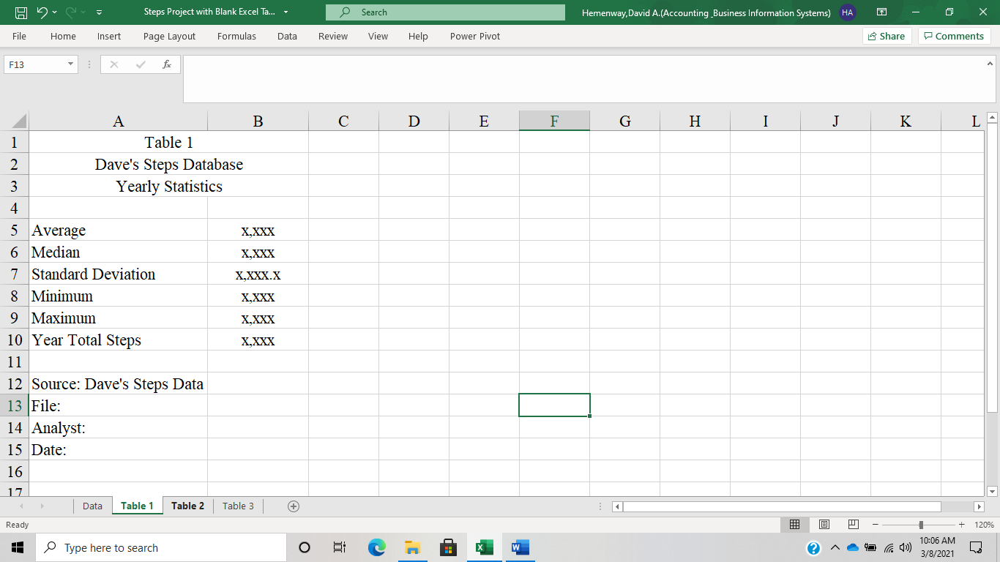 Steps Project with Blank Excel Ta...
Search
Hemenway,David A.(Accounting _Business Information Systems)
HA
File Home Insert Page Layout Formulas Data Review View Help Power Pivot
Share Comments
F13
fx
A B C D E F G H I J K L
1 Table 1
2 Dave's Steps Database
3 Yearly Statistics
4
5 Average x,xxx
6 Median x,xxx
7 Standard Deviation x,xxx.x
8 Minimum x,xxx
9 Maximum x,xxx
10 Year Total Steps x,xxx
11
12 Source: Dave's Steps Data
13 File:
14 Analyst:
15 Date:
16
17
Data Table 1 Table 2 Table 3
Ready
120%
Type here to search
10:06 AM
3/8/2021